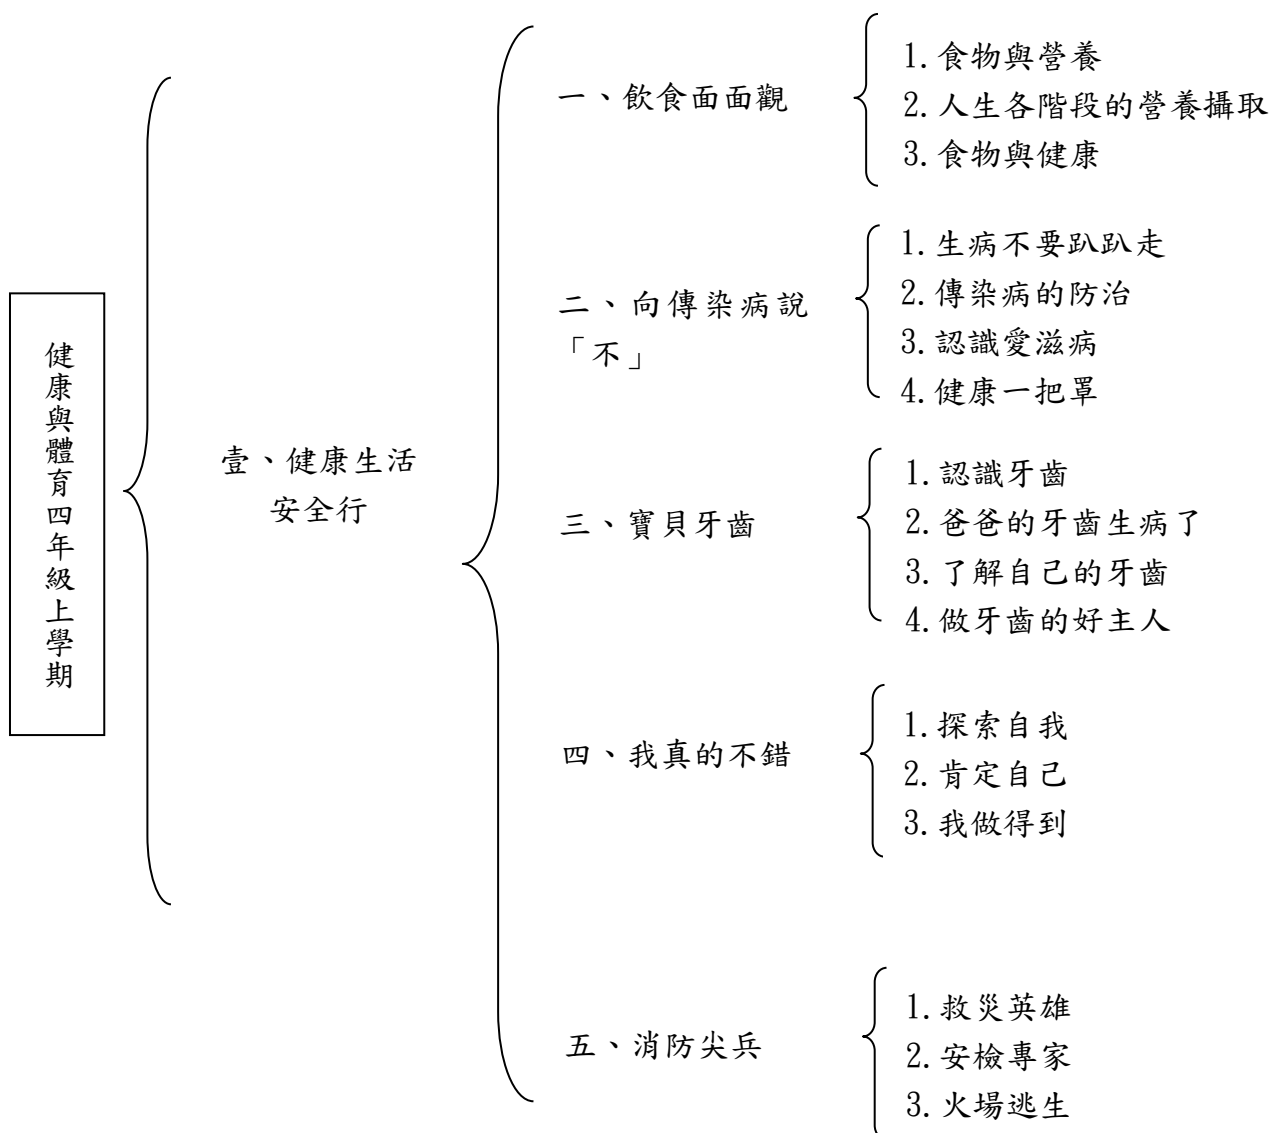 健康與體育四年級上學期
壹、健康生活
安全行
一、飲食面面觀
1.食物與營養
2.人生各階段的營養攝取
3.食物與健康
二、向傳染病說
「不」
1.生病不要趴趴走
2.傳染病的防治
3.認識愛滋病
4.健康一把罩
三、寶貝牙齒
1.認識牙齒
2.爸爸的牙齒生病了
3.了解自己的牙齒
4.做牙齒的好主人
四、我真的不錯
1.探索自我
2.肯定自己
3.我做得到
五、消防尖兵
1.救災英雄
2.安檢專家
3.火場逃生